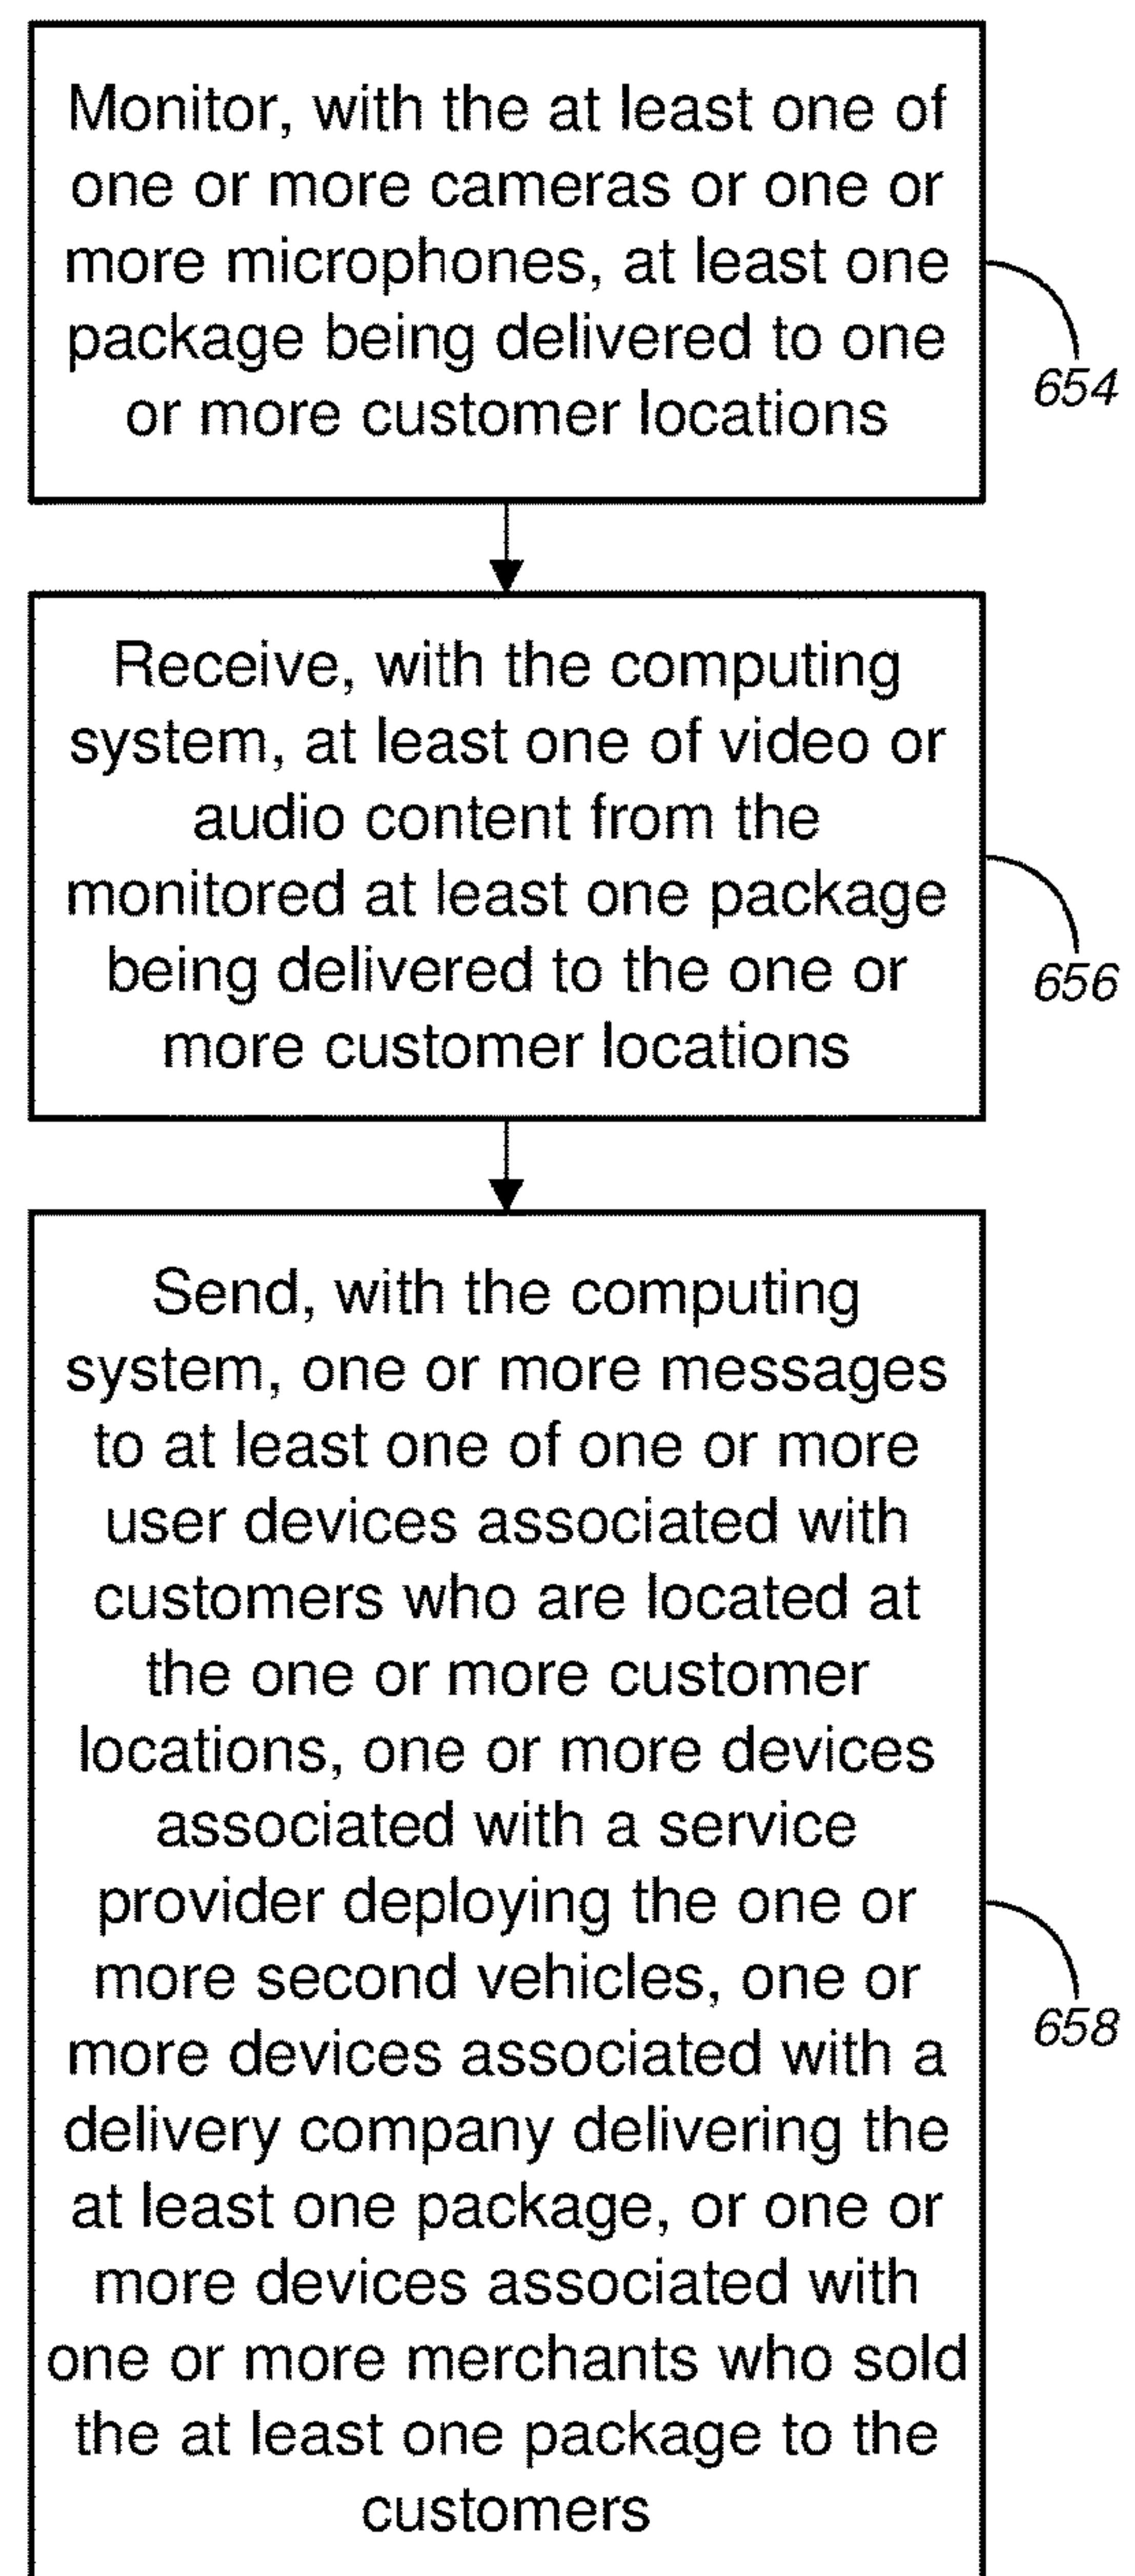 Monitor, with the at least one of
one or more cameras or one or
more microphones, at least one
package being delivered to one
or more customer locations
654
Receive, with the computing
system, at least one of video or
audio content from the
monitored at least one package
being delivered to the one or
more customer locations
656
Send, with the computing
system, one or more messages
to at least one of one or more
user devices associated with
customers who are located at
the one or more customer
locations, one or more devices
associated with a service
provider deploying the one or
more second vehicles, one or
more devices associated with a
delivery company delivering the
at least one package, or one or
more devices associated with
one or more merchants who sold
the at least one package to the
customers
658